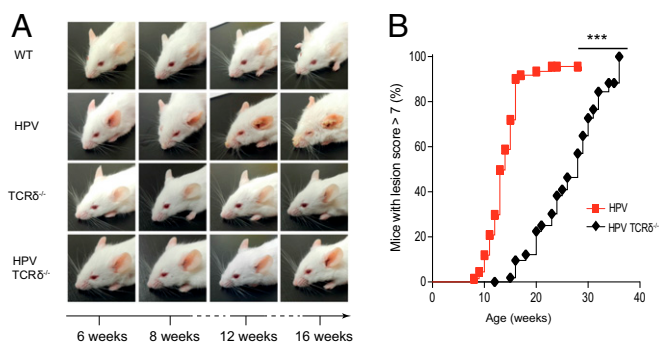 A
WT
HPV
TCRδ-/-
HPV
TCRδ-/-
6 weeks
8 weeks
12 weeks
16 weeks
B
***
Mice with lesion score > 7 (%)
100
80
60
40
20
0
0
10
20
30
40
Age (weeks)
HPV
HPV TCRδ-/-